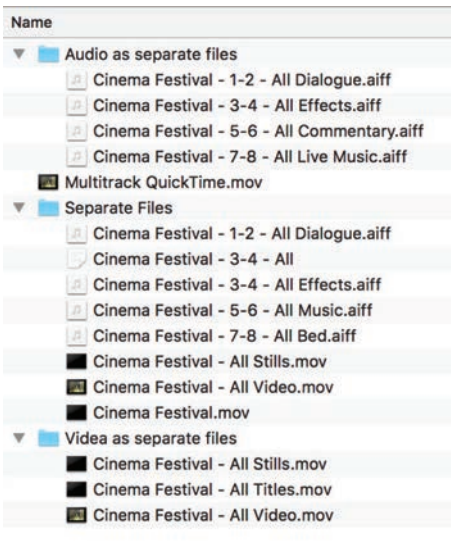 Name
Audio as separate files
Cinema Festival - 1-2 - All Dialogue.aiff
Cinema Festival - 3-4 - All Effects.aiff
Cinema Festival - 5-6 - All Commentary.aiff
Cinema Festival - 7-8 - All Live Music.aiff
Multitrack QuickTime.mov
Separate Files
Cinema Festival - 1-2 - All Dialogue.aiff
Cinema Festival - 3-4 - All
Cinema Festival - 3-4 - All Effects.aiff
Cinema Festival - 5-6 - All Music.aiff
Cinema Festival - 7-8 - All Bed.aiff
Cinema Festival - All Stills.mov
Cinema Festival - All Video.mov
Cinema Festival.mov
Videa as separate files
Cinema Festival - All Stills.mov
Cinema Festival - All Titles.mov
Cinema Festival - All Video.mov